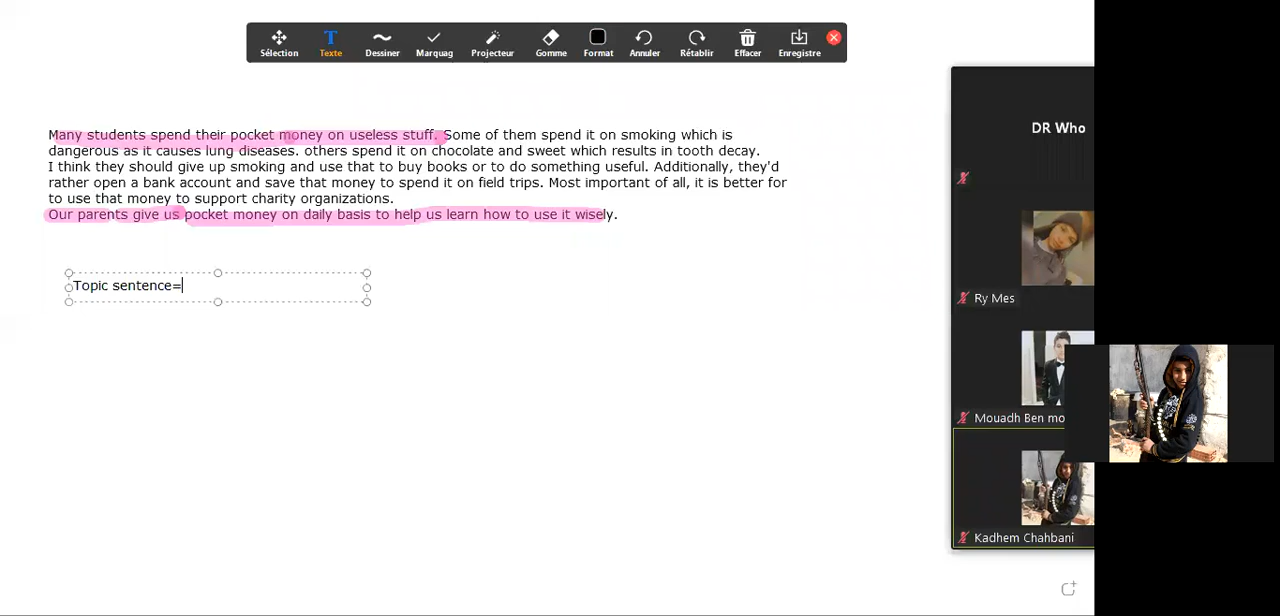 Sélection Texte Dessiner Marquag Projecteur Gomme Format Annuler Rétablir Effacer Enregistre
DR Who
Many students spend their pocket money on useless stuff. Some of them spend it on smoking which is
dangerous as it causes lung diseases. others spend it on chocolate and sweet which results in tooth decay.
I think they should give up smoking and use that to buy books or to do something useful. Additionally, they'd
rather open a bank account and save that money to spend it on field trips. Most important of all, it is better for
to use that money to support charity organizations.
Our parents give us pocket money on daily basis to help us learn how to use it wisely.
Topic sentence=
Ry Mes
Mouadh Ben mo
Kadhem Chahbani